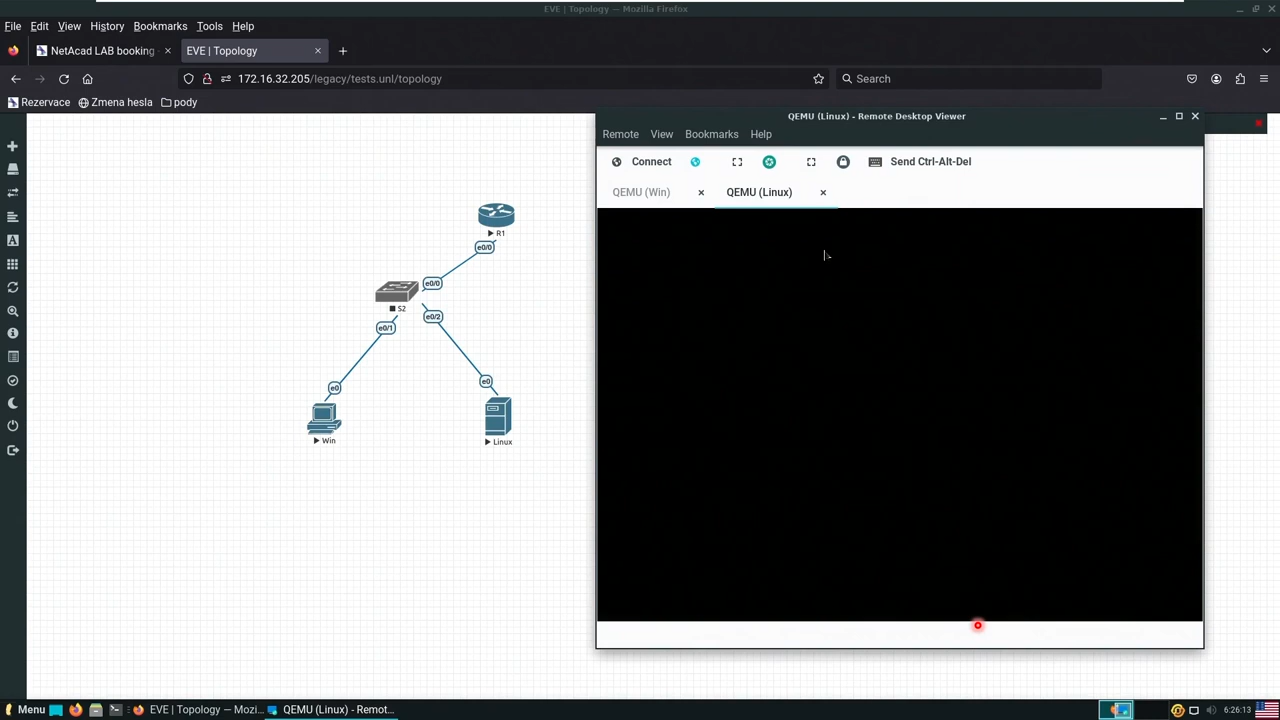 EVE | Topology — Mozilla Firefox
File Edit View History Bookmarks Tools Help
NetAcad LAB booking
EVE | Topology
172.16.32.205/legacy/tests.unl/topology
Search
Rezervace Zmena hesla pody
QEMU (Linux) - Remote Desktop Viewer
Remote View Bookmarks Help
Connect Send Ctrl-Alt-Del
QEMU (Win) QEMU (Linux)
R1
e0/0
e0/0
S2
e0/2
e0/1
e0
e0
Win
Linux
Menu EVE | Topology — Mozil... QEMU (Linux) - Remot... 6:26:13